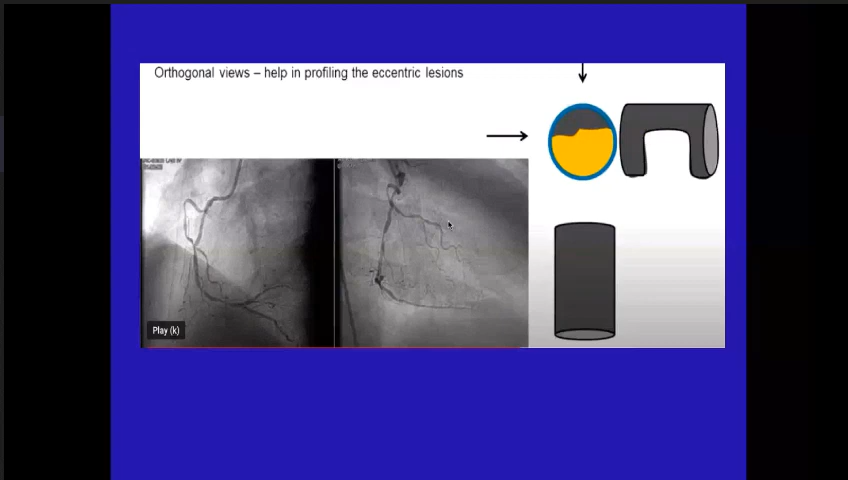 Orthogonal views – help in profiling the eccentric lesions
Play (k)